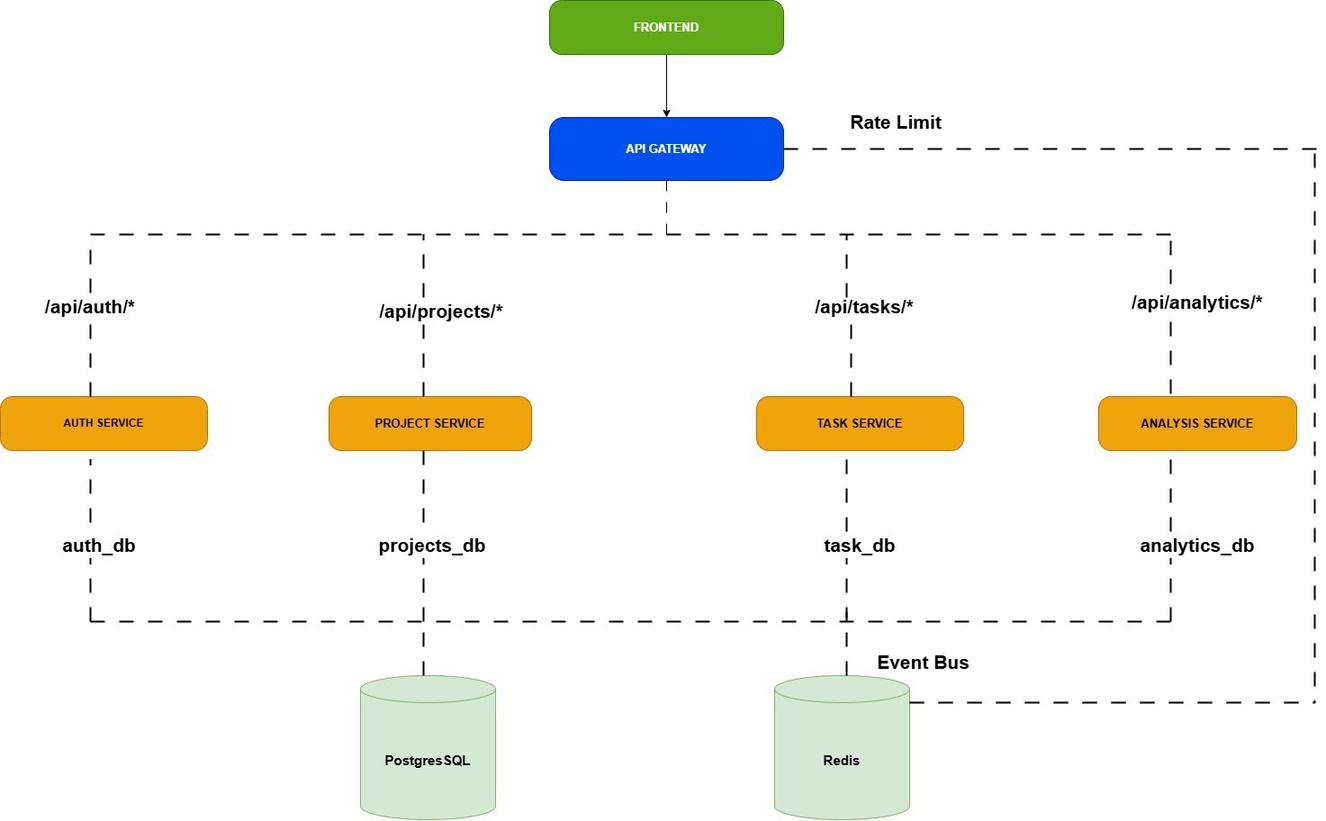 FRONTEND
Rate Limit
API GATEWAY
/api/auth/*
/api/projects/*
/api/tasks/*
/api/analytics/*
AUTH SERVICE
PROJECT SERVICE
TASK SERVICE
ANALYSIS SERVICE
auth_db
projects_db
task_db
analytics_db
Event Bus
PostgresSQL
Redis